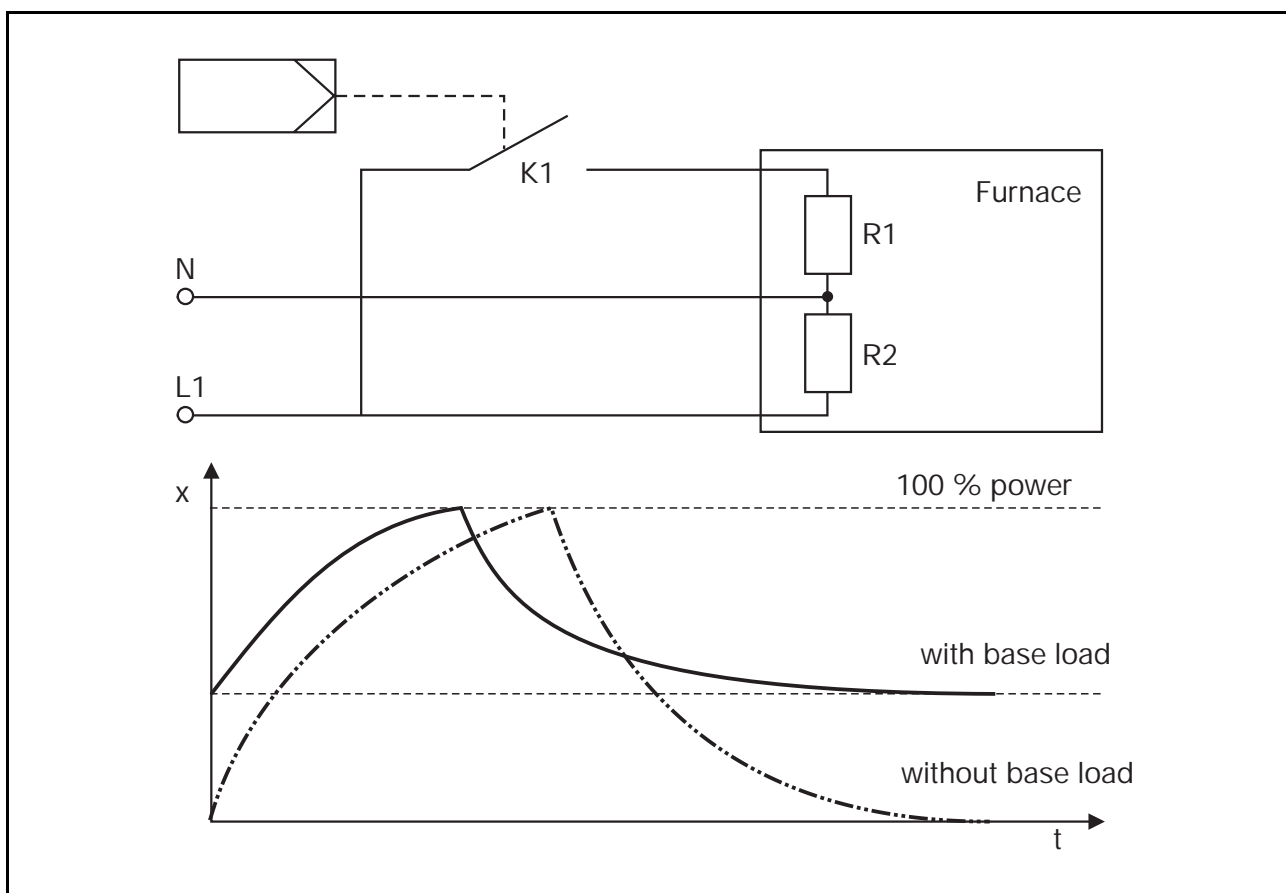 K1
Furnace
R1
N
R2
L1
x
100 % power
with base load
without base load
t